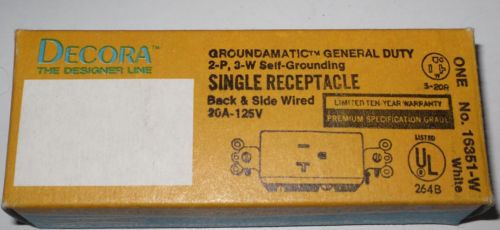 DECORA™
THE DESIGNER LINE
GROUNDAMATIC™ GENERAL DUTY
2-P, 3-W Self-Grounding
SINGLE RECEPTACLE
Back & Side Wired
20A-125V
LIMITED TEN YEAR WARRANTY
PREMIUM SPECIFICATION GRADE
5-20R
LISTED
UL
264B
ONE No. 16351-W
White